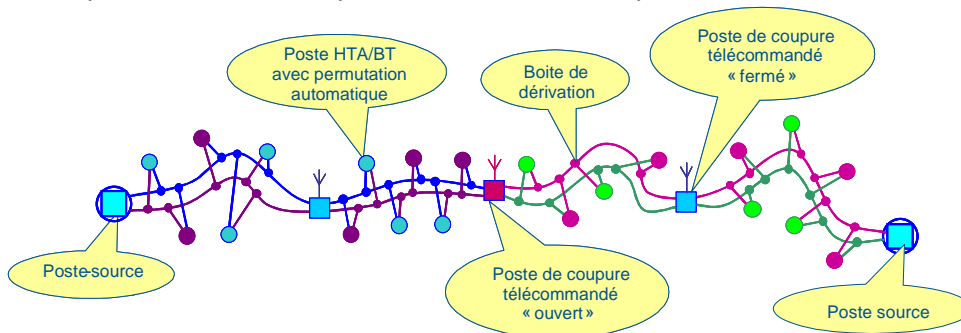 Poste HTA/BT
avec permutation
automatique
Boite de
dérivation
Poste de coupure
télécommandé
« fermé »
Poste-source
Poste de coupure
télécommandé
« ouvert »
Poste source